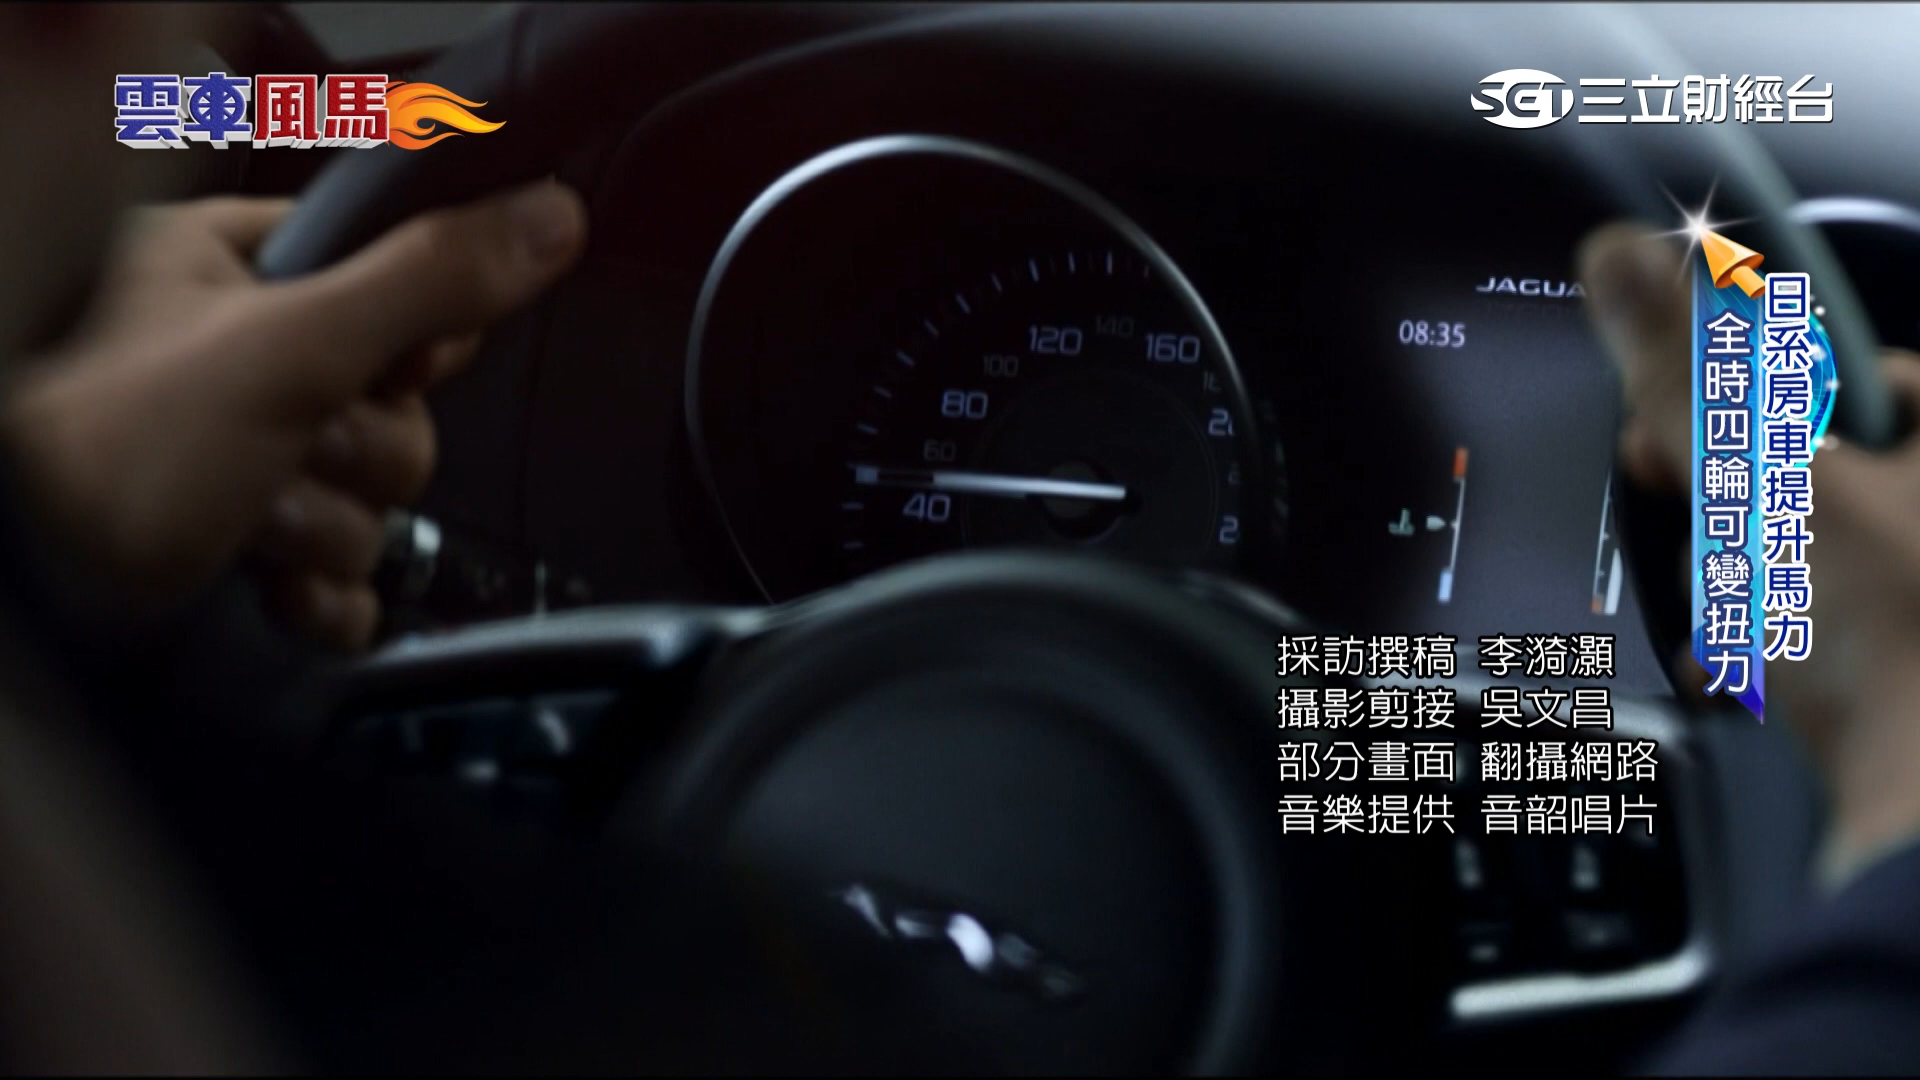 雲車風馬
SET三立財經台
日系房車提升馬力
全時四輪可變扭力
JAGUA
08:35
40
60
80
100
120
140
160
採訪撰稿 李漪灝
攝影剪接 吳文昌
部分畫面 翻攝網路
音樂提供 音韶唱片